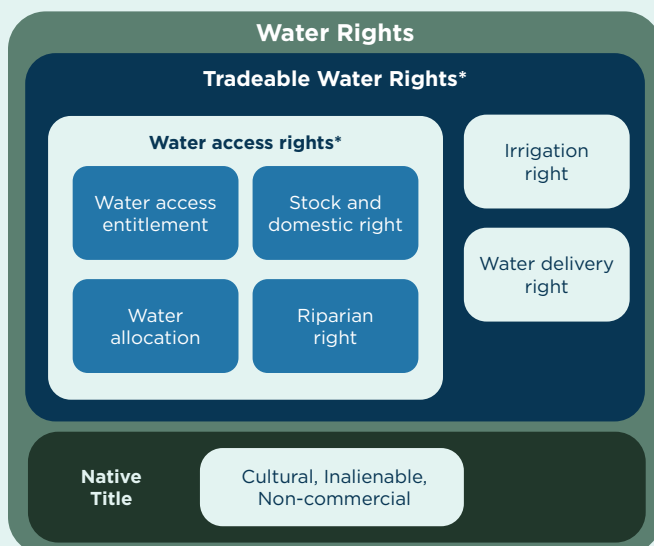 Water Rights
Tradeable Water Rights*
Water access rights*
Water access
entitlement
Stock and
domestic right
Water
allocation
Riparian
right
Irrigation
right
Water delivery
right
Native
Title
Cultural, Inalienable,
Non-commercial